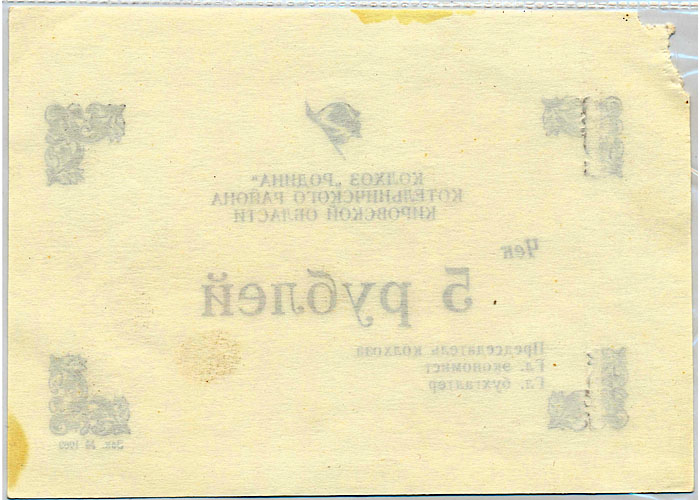 КОЛХОЗ „РОДИНА"
КОТЕЛЬНИЧСКОГО РАЙОНА
КИРОВСКОЙ ОБЛАСТИ
Чек
5 рублей
Председатель колхоза
Гл. экономист
Гл. бухгалтер